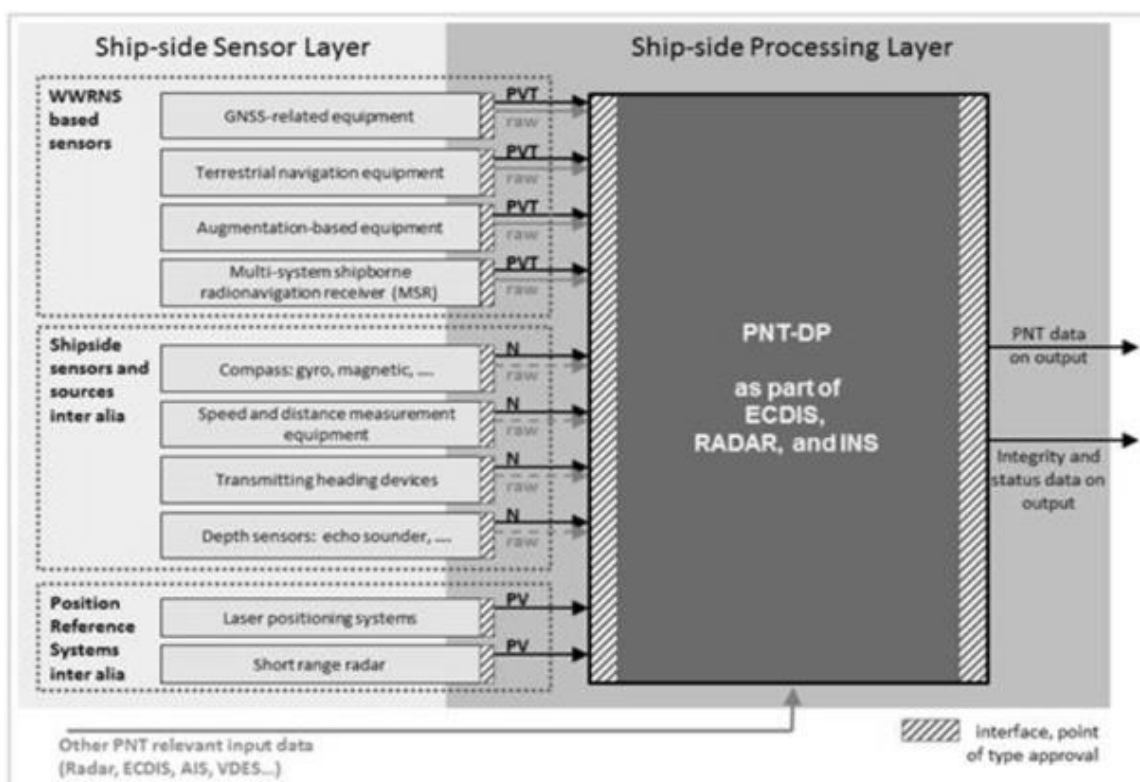 Ship-side Sensor Layer
Ship-side Processing Layer
WWRNS
based
sensors
GNSS-related equipment
PVT
raw
Terrestrial navigation equipment
PVT
raw
Augmentation-based equipment
PVT
raw
Multi-system shipborne
radionavigation receiver (MSR)
PVT
raw
Shipside
sensors and
sources
inter alia
Compass: gyro, magnetic, ....
N
raw
Speed and distance measurement
equipment
N
raw
Transmitting heading devices
N
raw
Depth sensors: echo sounder, ....
N
raw
Position
Reference
Systems
inter alia
Laser positioning systems
PV
Short range radar
PV
PNT-DP
as part of
ECDIS,
RADAR, and INS
PNT data
on output
Integrity and
status data on
output
Other PNT relevant input data
(Radar, ECDIS, AIS, VDES...)
interface, point
of type approval